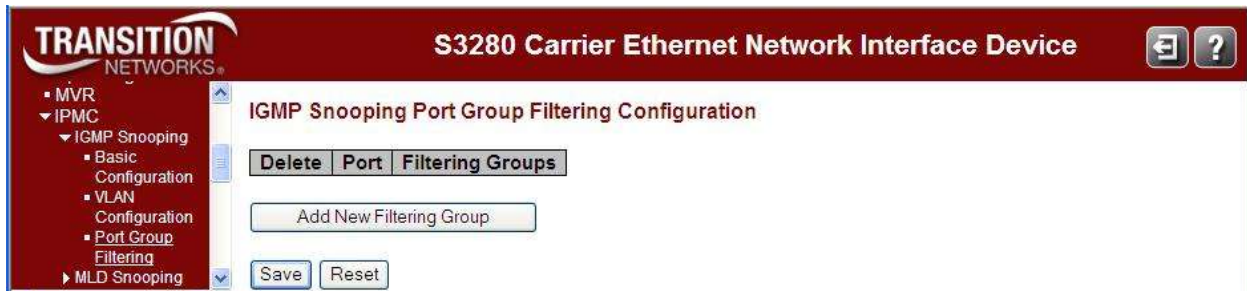 TRANSITION
NETWORKS®
S3280 Carrier Ethernet Network Interface Device
?
MVR
IPMC
IGMP Snooping
Basic
Configuration
VLAN
Configuration
Port Group
Filtering
MLD Snooping
IGMP Snooping Port Group Filtering Configuration
Delete Port Filtering Groups
Add New Filtering Group
Save Reset